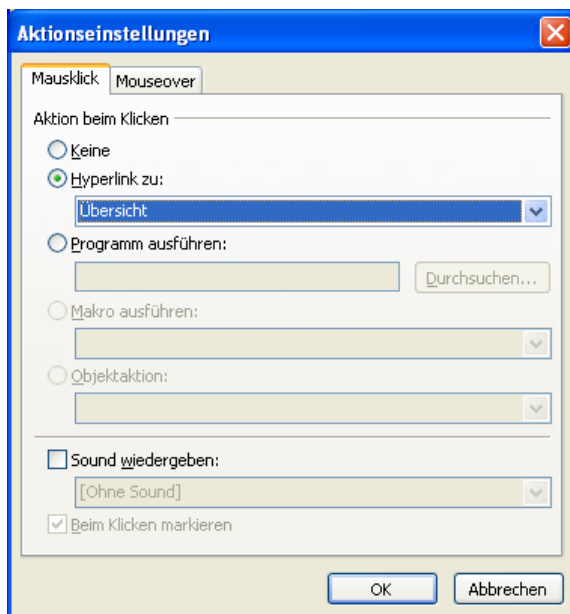 Aktionseinstellungen
Mausklick Mouseover
Aktion beim Klicken
Keine
Hyperlink zu:
Übersicht
Programm ausführen:
Durchsuchen...
Makro ausführen:
Objektaktion:
Sound wiedergeben:
[Ohne Sound]
Beim Klicken markieren
OK Abbrechen